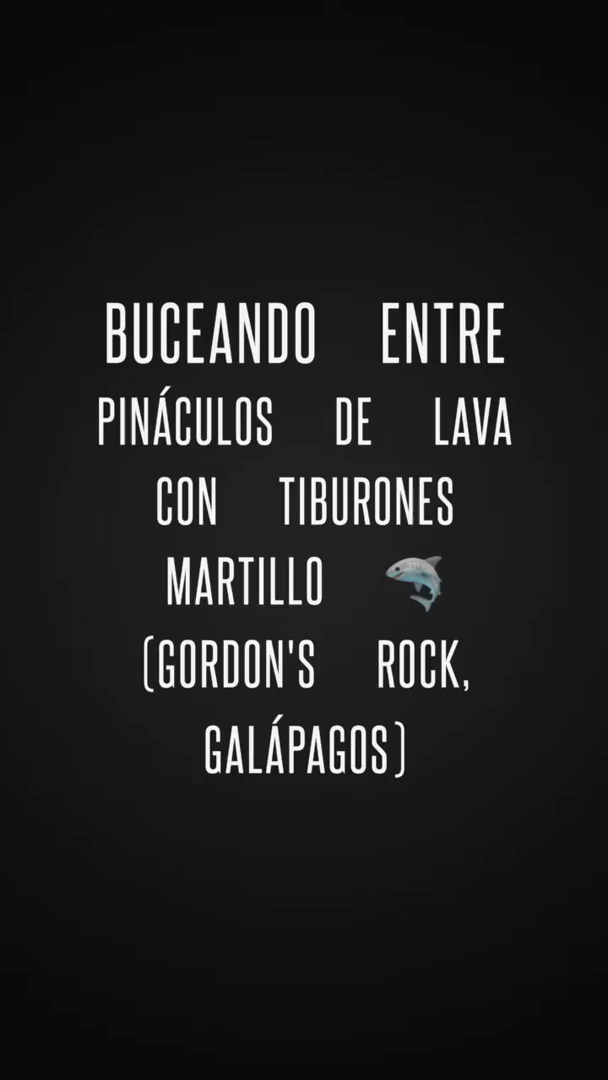 BUCEANDO ENTRE
PINÁCULOS DE LAVA
CON TIBURONES
MARTILLO 🦈
(GORDON'S ROCK,
GALÁPAGOS)